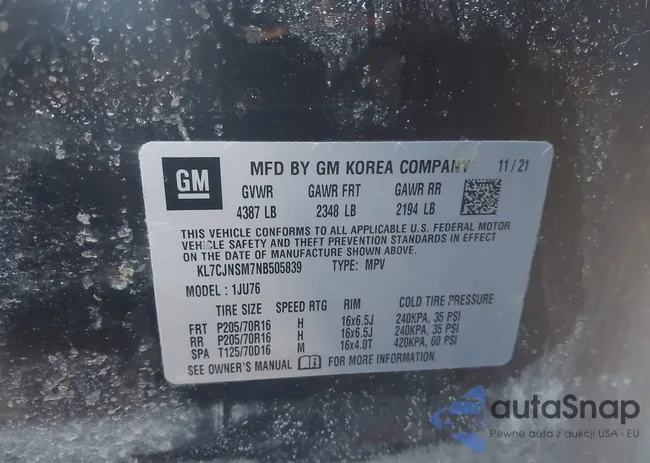 GM
MFD BY GM KOREA COMPANY 11/21
GVWR GAWR FRT GAWR RR
4387 LB 2348 LB 2194 LB
THIS VEHICLE CONFORMS TO ALL APPLICABLE U.S. FEDERAL MOTOR
VEHICLE SAFETY AND THEFT PREVENTION STANDARDS IN EFFECT
ON THE DATE OF MANUFACTURE SHOWN ABOVE.
KL7CJNSM7NB505839 TYPE: MPV
MODEL : 1JU76
TIRE SIZE SPEED RTG RIM COLD TIRE PRESSURE
FRT P205/70R16 H 16x6.5J 240KPA, 35 PSI
RR P205/70R16 H 16x6.5J 240KPA, 35 PSI
SPA T125/70D16 M 16x4.0T 420KPA, 60 PSI
SEE OWNER'S MANUAL FOR MORE INFORMATION.
autaSnap
Pewne auta z aukcji USA i EU